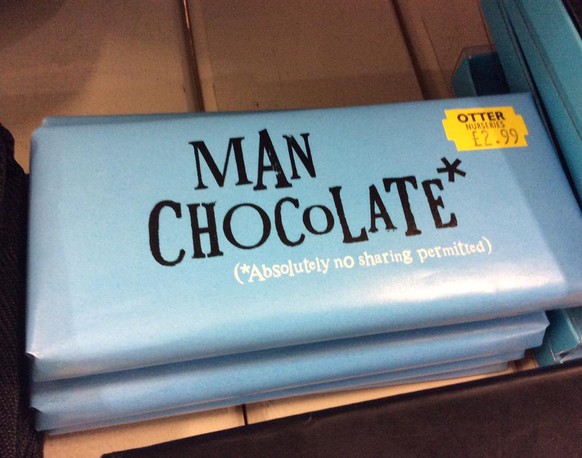 MAN
CHOCOLATE*
(*Absolutely no sharing permitted)
OTTER
NURSERIES
£2.99